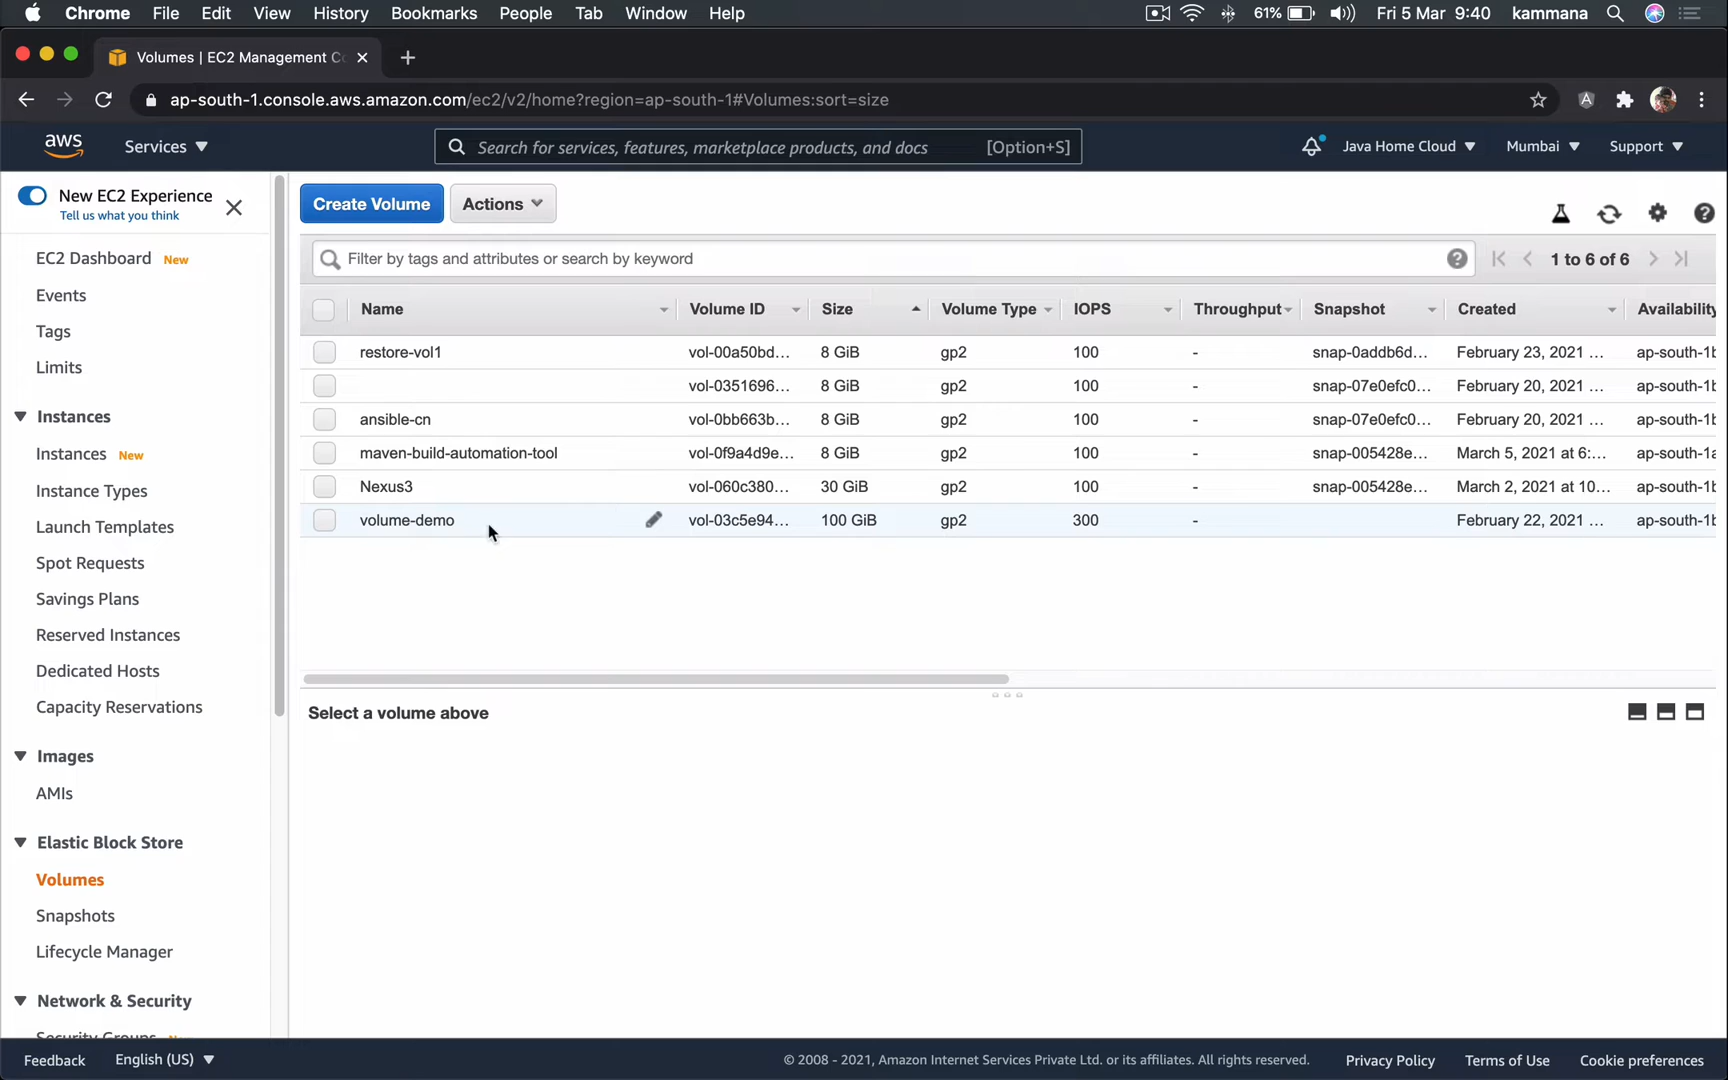 Chrome File Edit View History Bookmarks People Tab Window Help 61% Fri 5 Mar 9:40 kammana
Volumes | EC2 Management Co
ap-south-1.console.aws.amazon.com/ec2/v2/home?region=ap-south-1#Volumes:sort=size
aws Services Search for services, features, marketplace products, and docs [Option+S] Java Home Cloud Mumbai Support
New EC2 Experience
Tell us what you think
EC2 Dashboard New
Events
Tags
Limits
Instances
Instances New
Instance Types
Launch Templates
Spot Requests
Savings Plans
Reserved Instances
Dedicated Hosts
Capacity Reservations
Images
AMIs
Elastic Block Store
Volumes
Snapshots
Lifecycle Manager
Network & Security
Security Groups
Create Volume Actions
Filter by tags and attributes or search by keyword 1 to 6 of 6
Name Volume ID Size Volume Type IOPS Throughput Snapshot Created Availability
restore-vol1 vol-00a50bd... 8 GiB gp2 100 - snap-0addb6d... February 23, 2021 ... ap-south-1b
vol-0351696... 8 GiB gp2 100 - snap-07e0efc0... February 20, 2021 ... ap-south-1b
ansible-cn vol-0bb663b... 8 GiB gp2 100 - snap-07e0efc0... February 20, 2021 ... ap-south-1b
maven-build-automation-tool vol-0f9a4d9e... 8 GiB gp2 100 - snap-005428e... March 5, 2021 at 6:... ap-south-1a
Nexus3 vol-060c380... 30 GiB gp2 100 - snap-005428e... March 2, 2021 at 10... ap-south-1b
volume-demo vol-03c5e94... 100 GiB gp2 300 - February 22, 2021 ... ap-south-1b
Select a volume above
Feedback English (US) © 2008 - 2021, Amazon Internet Services Private Ltd. or its affiliates. All rights reserved. Privacy Policy Terms of Use Cookie preferences